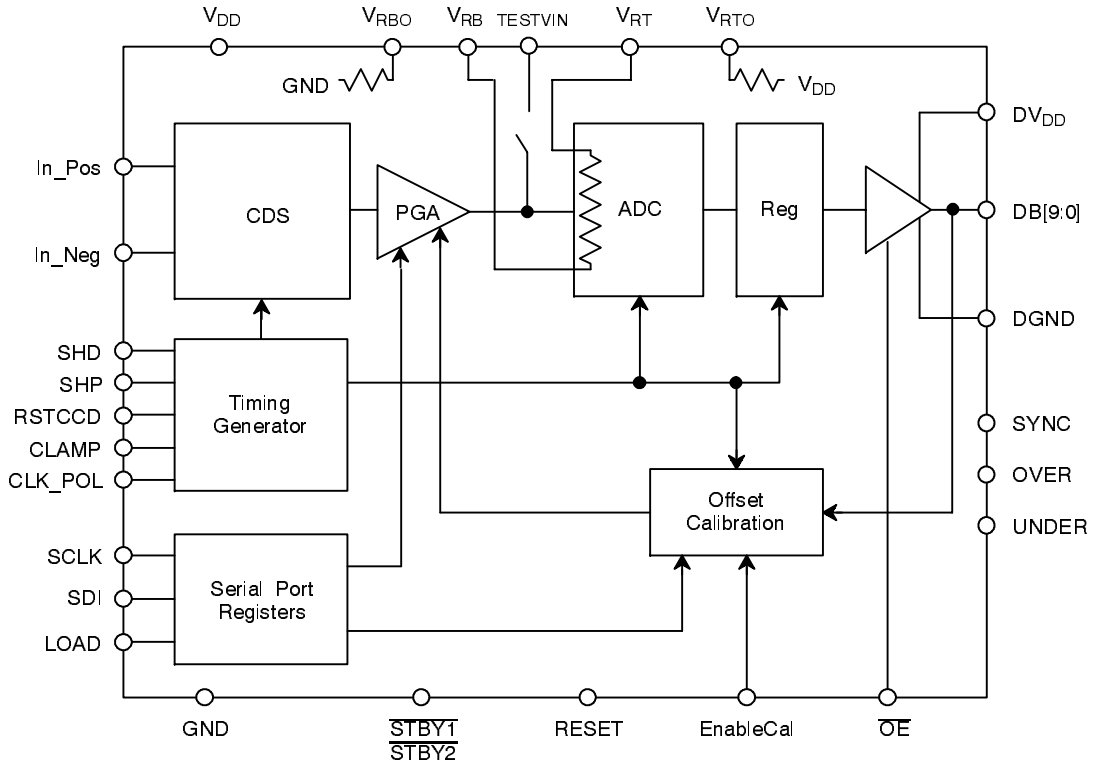 VDD VRBO VRB TESTVIN VRT VRTO
GND VDD
DVDD
In_Pos
CDS PGA ADC Reg DB[9:0]
In_Neg
DGND
SHD
SHP
RSTCCD
CLAMP
CLK_POL
Timing
Generator
SYNC
OVER
UNDER
Offset
Calibration
SCLK
SDI
LOAD
Serial Port
Registers
GND STBY1 RESET EnableCal OE
STBY2